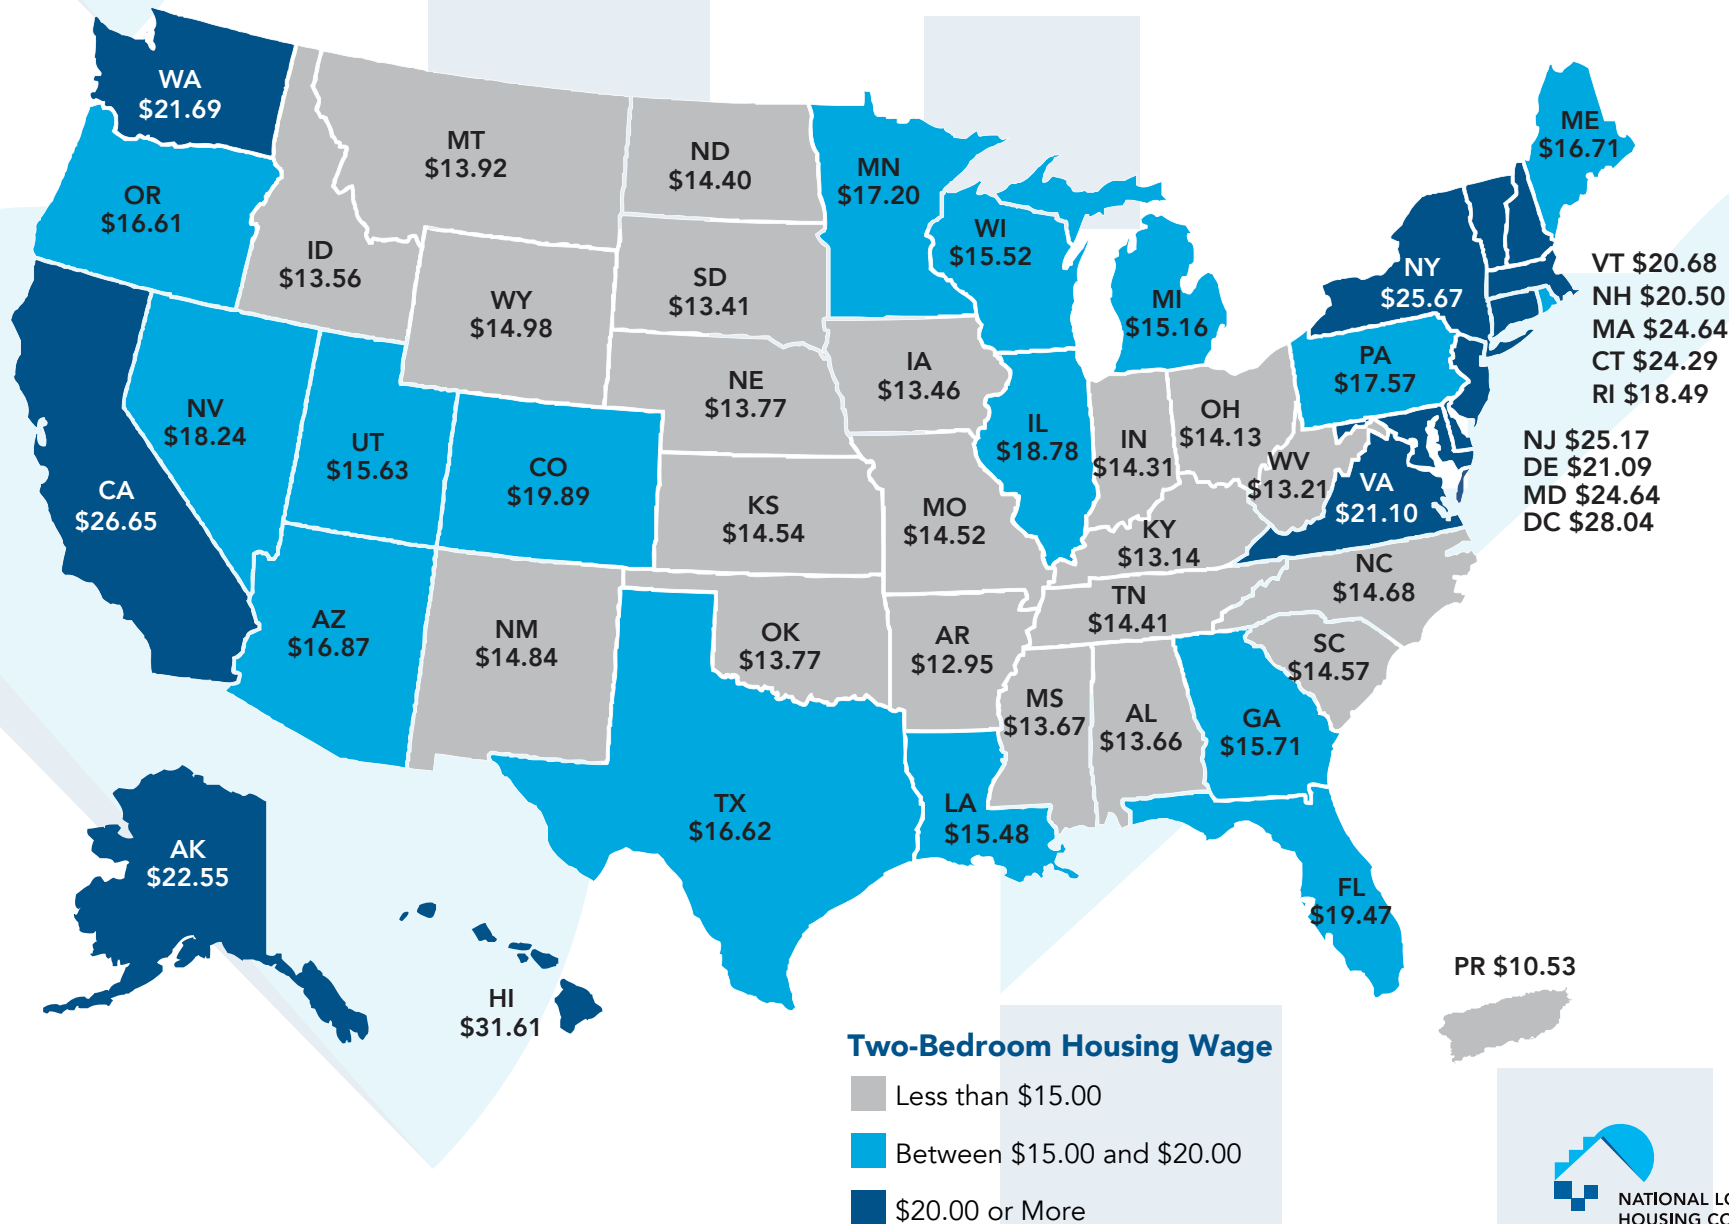 WA
$21.69
MT
$13.92
ND
$14.40
MN
$17.20
ME
$16.71
OR
$16.61
ID
$13.56
WY
$14.98
SD
$13.41
WI
$15.52
MI
$15.16
NY
$25.67
VT $20.68
NH $20.50
MA $24.64
CT $24.29
RI $18.49
NV
$18.24
UT
$15.63
CO
$19.89
NE
$13.77
IA
$13.46
IL
$18.78
IN
$14.31
OH
$14.13
PA
$17.57
NJ $25.17
DE $21.09
MD $24.64
DC $28.04
CA
$26.65
KS
$14.54
MO
$14.52
WV
$13.21
VA
$21.10
KY
$13.14
NC
$14.68
AZ
$16.87
NM
$14.84
OK
$13.77
AR
$12.95
TN
$14.41
SC
$14.57
MS
$13.67
AL
$13.66
GA
$15.71
TX
$16.62
LA
$15.48
FL
$19.47
AK
$22.55
HI
$31.61
PR $10.53
Two-Bedroom Housing Wage
Less than $15.00
Between $15.00 and $20.00
$20.00 or More
NATIONAL
HOUSING